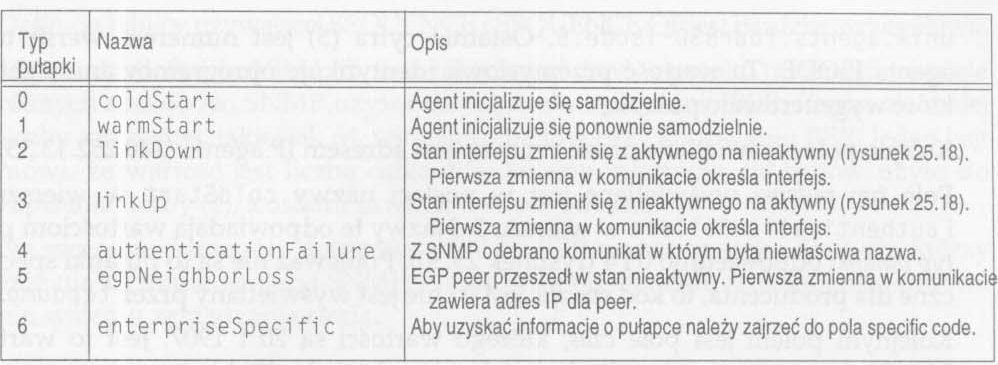 Typ pułapki Nazwa Opis
0 coldStart Agent inicjalizuje się samodzielnie.
1 warmStart Agent inicjalizuje się ponownie samodzielnie.
2 linkDown Stan interfejsu zmienił się z aktywnego na nieaktywny (rysunek 25.18).
Pierwsza zmienna w komunikacie określa interfejs.
3 linkUp Stan interfejsu zmienił się z nieaktywnego na aktywny (rysunek 25.18).
Pierwsza zmienna w komunikacie określa interfejs.
4 authenticationFailure Z SNMP odebrano komunikat w którym była niewłaściwa nazwa.
5 egpNeighborLoss EGP peer przeszedł w stan nieaktywny. Pierwsza zmienna w komunikacie
zawiera adres IP dla peer.
6 enterpriseSpecific Aby uzyskać informacje o pułapce należy zajrzeć do pola specific code.